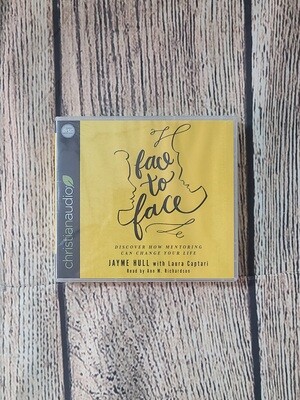 face
to
face
DISCOVER HOW MENTORING
CAN CHANGE YOUR LIFE
JAYME HULL with Laura Captari
Read by Ann M. Richardson
christianaudio